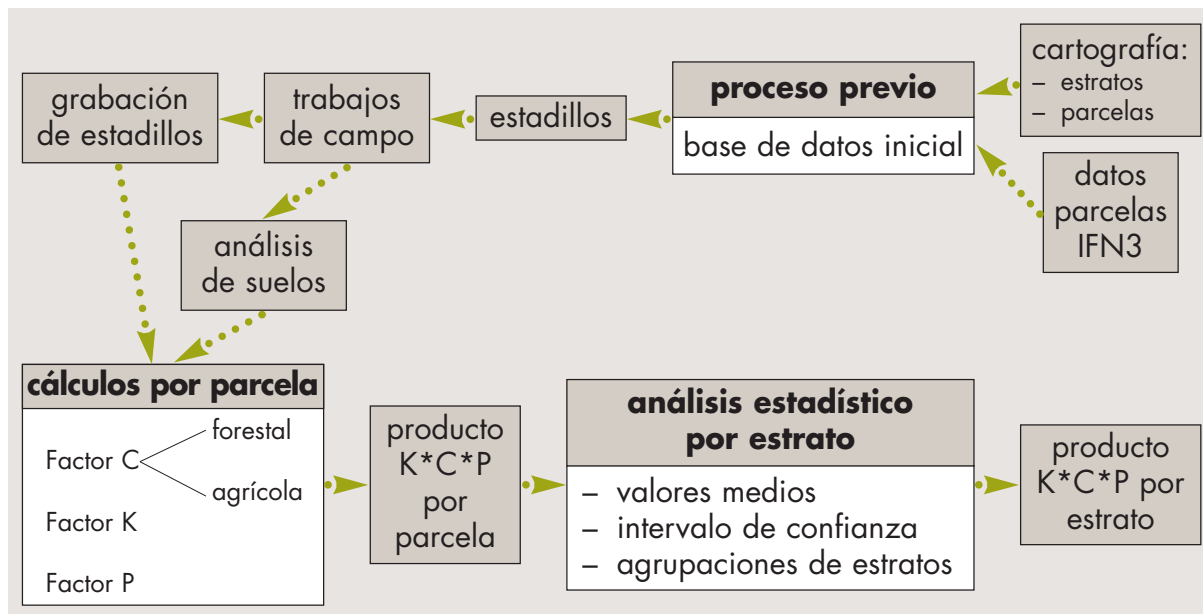 cartografía:
– estratos
– parcelas
datos
parcelas
IFN3
proceso previo
base de datos inicial
estadillos
trabajos
de campo
grabación
de estadillos
análisis
de suelos
cálculos por parcela
Factor C
forestal
agrícola
Factor K
Factor P
producto
K*C*P
por
parcela
análisis estadístico
por estrato
– valores medios
– intervalo de confianza
– agrupaciones de estratos
producto
K*C*P por
estrato